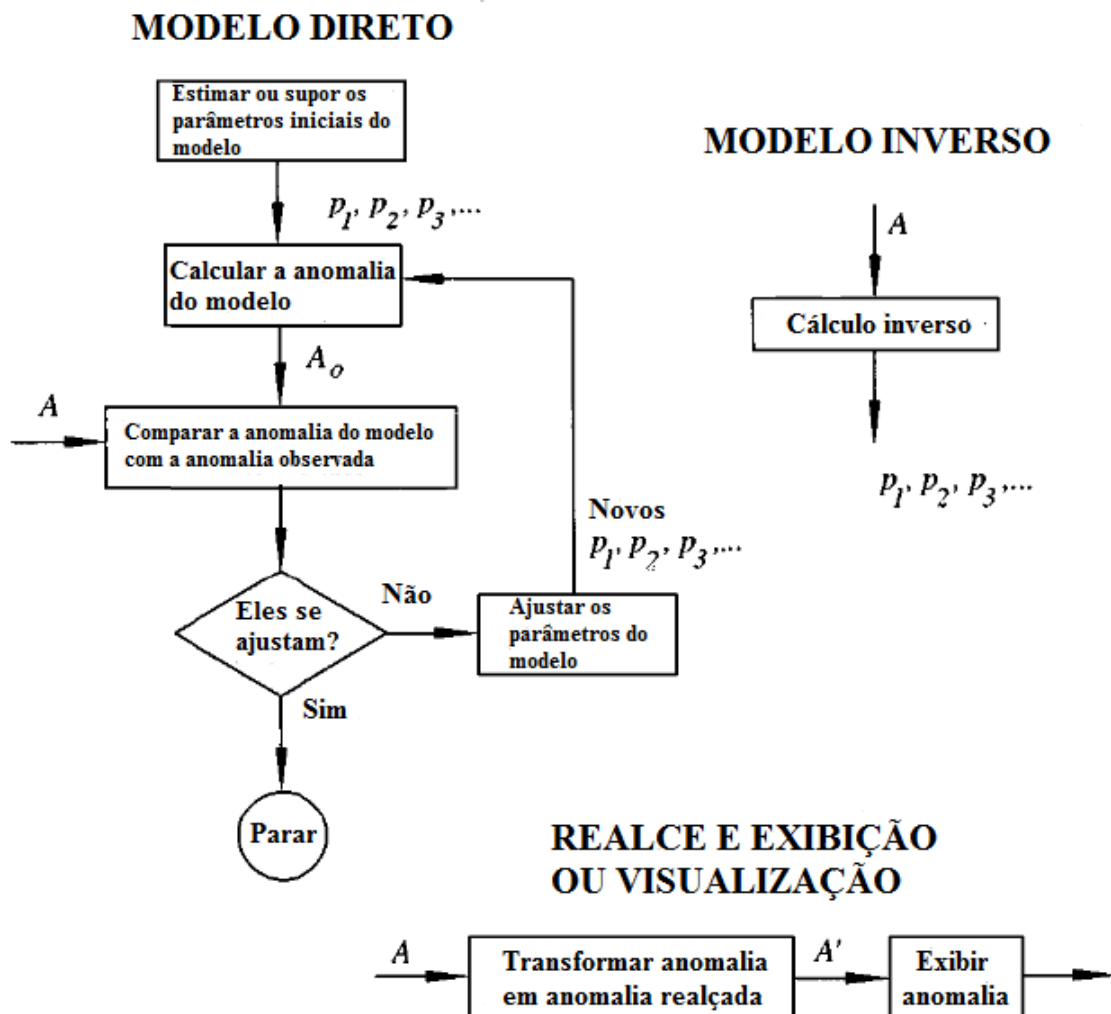 MODELO DIRETO
Estimar ou supor os
parâmetros iniciais do
modelo
p1, p2, p3,...
Calcular a anomalia
do modelo
Ao
A
Comparar a anomalia do modelo
com a anomalia observada
Eles se
ajustam?
Não
Sim
Parar
Ajustar os
parâmetros do
modelo
Novos
p1, p2, p3,...
MODELO INVERSO
A
Cálculo inverso
p1, p2, p3,...
REALCE E EXIBIÇÃO
OU VISUALIZAÇÃO
A
Transformar anomalia
em anomalia realçada
A'
Exibir
anomalia